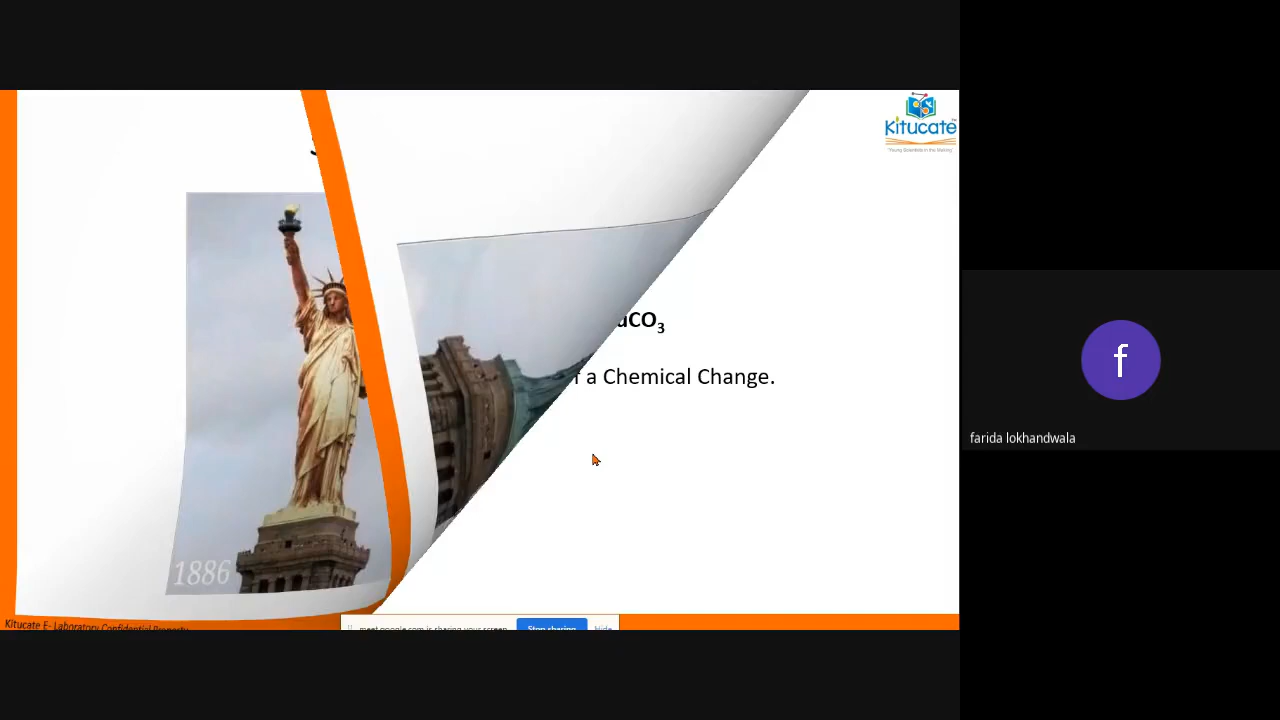 Kitucate
"Young Scientists in the Making"
uCO₃
f a Chemical Change.
1886
Kitucate E- Laboratory Confidential Property
meet.google.com is sharing your screen.
Stop sharing
Hide
f
farida lokhandwala